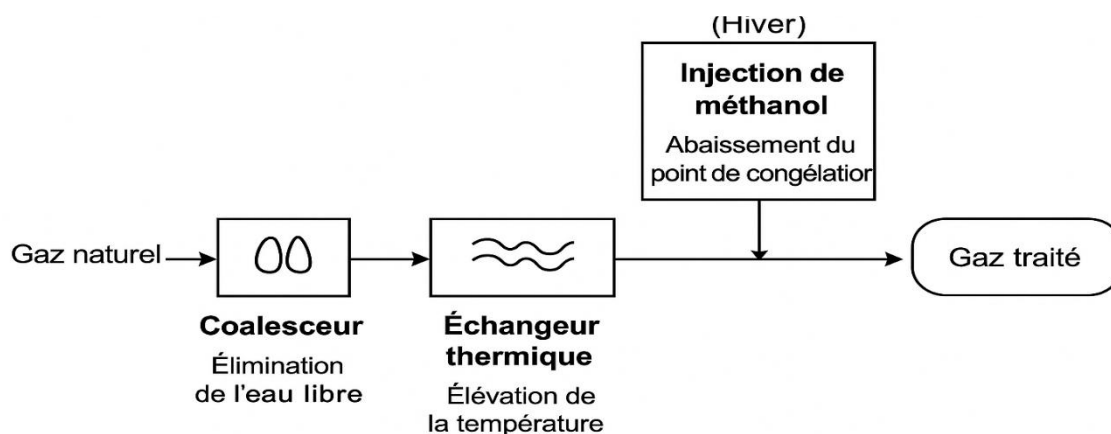 (Hiver)
Injection de
méthanol
Abaissement du
point de congélatior
Gaz naturel
Gaz traité
Coalesceur
Élimination
de l'eau libre
Échangeur
thermique
Élévation de
la température